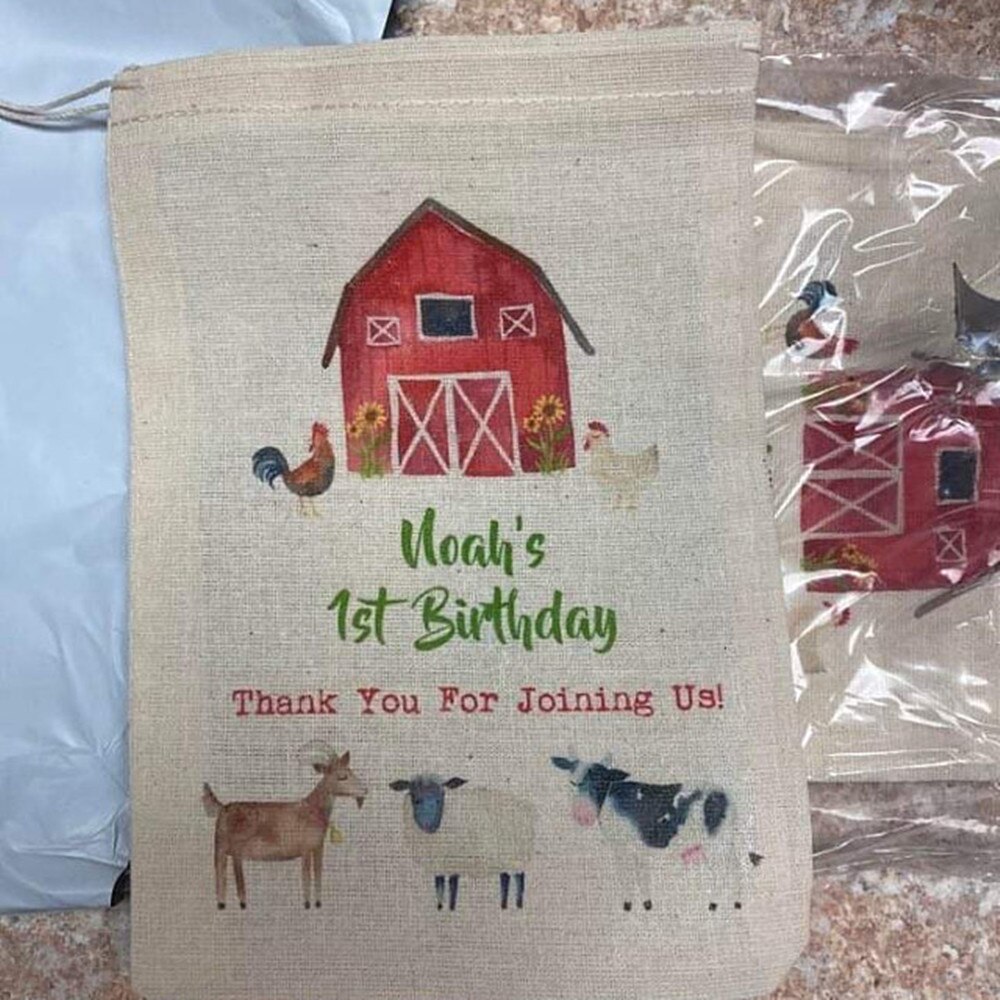 Noah's
1st Birthday
Thank You For Joining Us!